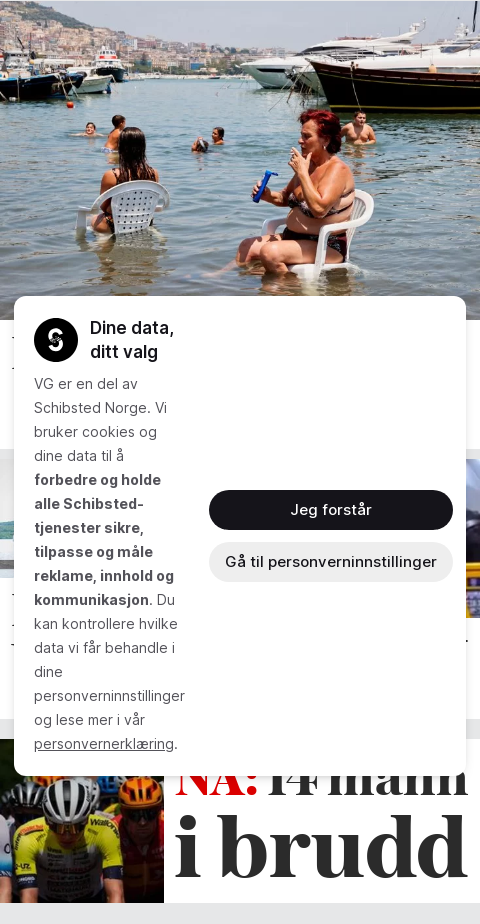 Dine data,
ditt valg
VG er en del av
Schibsted Norge. Vi
bruker cookies og
dine data til å
forbedre og holde
alle Schibsted-
tjenester sikre,
tilpasse og måle
reklame, innhold og
kommunikasjon. Du
kan kontrollere hvilke
data vi får behandle i
dine
personverninnstillinger
og lese mer i vår
personvernerklæring.
Jeg forstår
Gå til personverninnstillinger
NÅ: 14 mann
i brudd